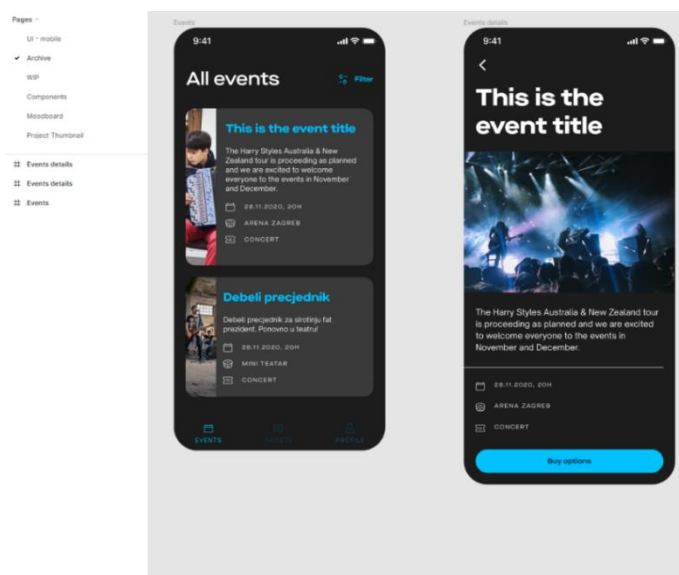 Pages
UI - mobile
Archive
WIP
Components
Moodboard
Project Thumbnail
Events details
Events details
Events
Events
9:41
All events
Filter
This is the event title
The Harry Styles Australia & New
Zealand tour is proceeding as planned
and we are excited to welcome
everyone to the events in November
and December.
28.11.2020, 20H
ARENA ZAGREB
CONCERT
Debeli precjednik
Debeli precjednik za sirotinju fat
prezident. Ponovno u teatru!
28.11.2020, 20H
MINI TEATAR
CONCERT
EVENTS
PROFILE
Events details
9:41
This is the
event title
The Harry Styles Australia & New Zealand tour
is proceeding as planned and we are excited
to welcome everyone to the events in
November and December.
28.11.2020, 20H
ARENA ZAGREB
CONCERT
Buy options